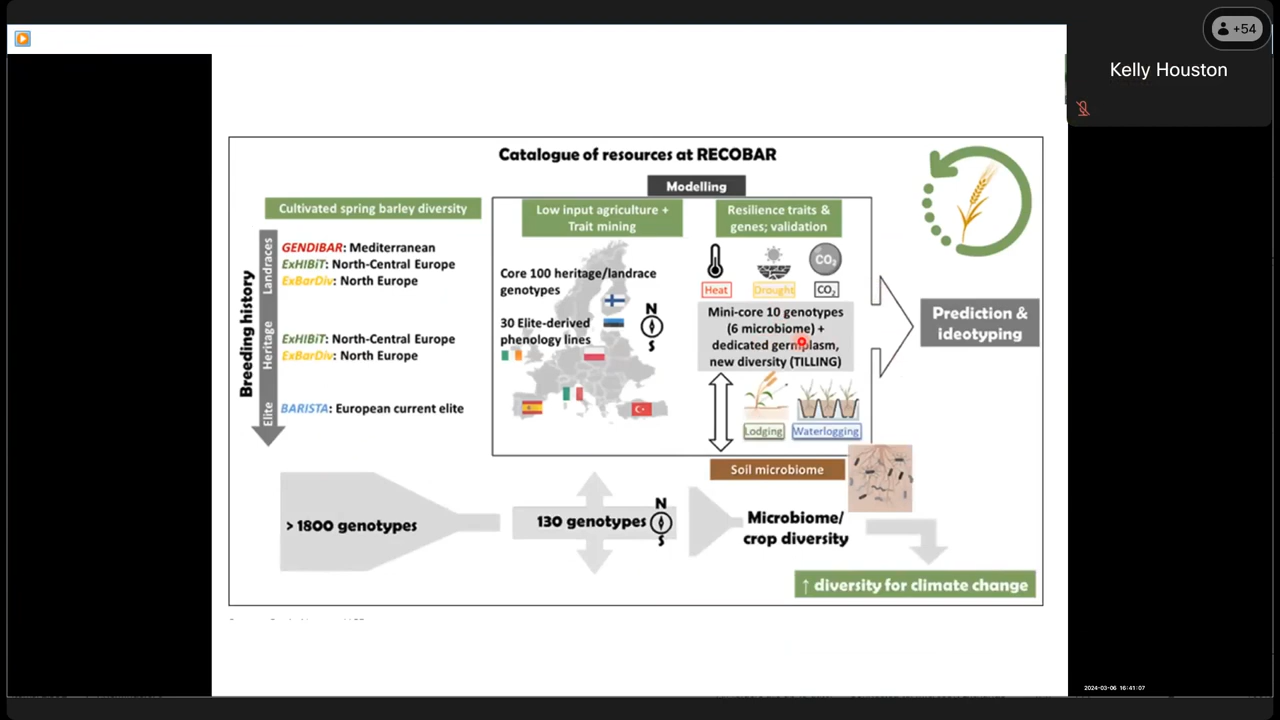 +54
Kelly Houston
Catalogue of resources at RECOBAR
Modelling
Cultivated spring barley diversity
Breeding history
Landraces
GENDIBAR: Mediterranean
ExHIBiT: North-Central Europe
ExBarDiv: North Europe
Heritage
ExHIBiT: North-Central Europe
ExBarDiv: North Europe
Elite
BARISTA: European current elite
Low input agriculture +
Trait mining
Core 100 heritage/landrace
genotypes
30 Elite-derived
phenology lines
N
S
Resilience traits &
genes; validation
CO2
Heat
Drought
CO2
Mini-core 10 genotypes
(6 microbiome) +
dedicated germplasm,
new diversity (TILLING)
Lodging
Waterlogging
Prediction &
ideotyping
Soil microbiome
> 1800 genotypes
130 genotypes
N
S
Microbiome/
crop diversity
↑ diversity for climate change
2024-03-06 16:41:07